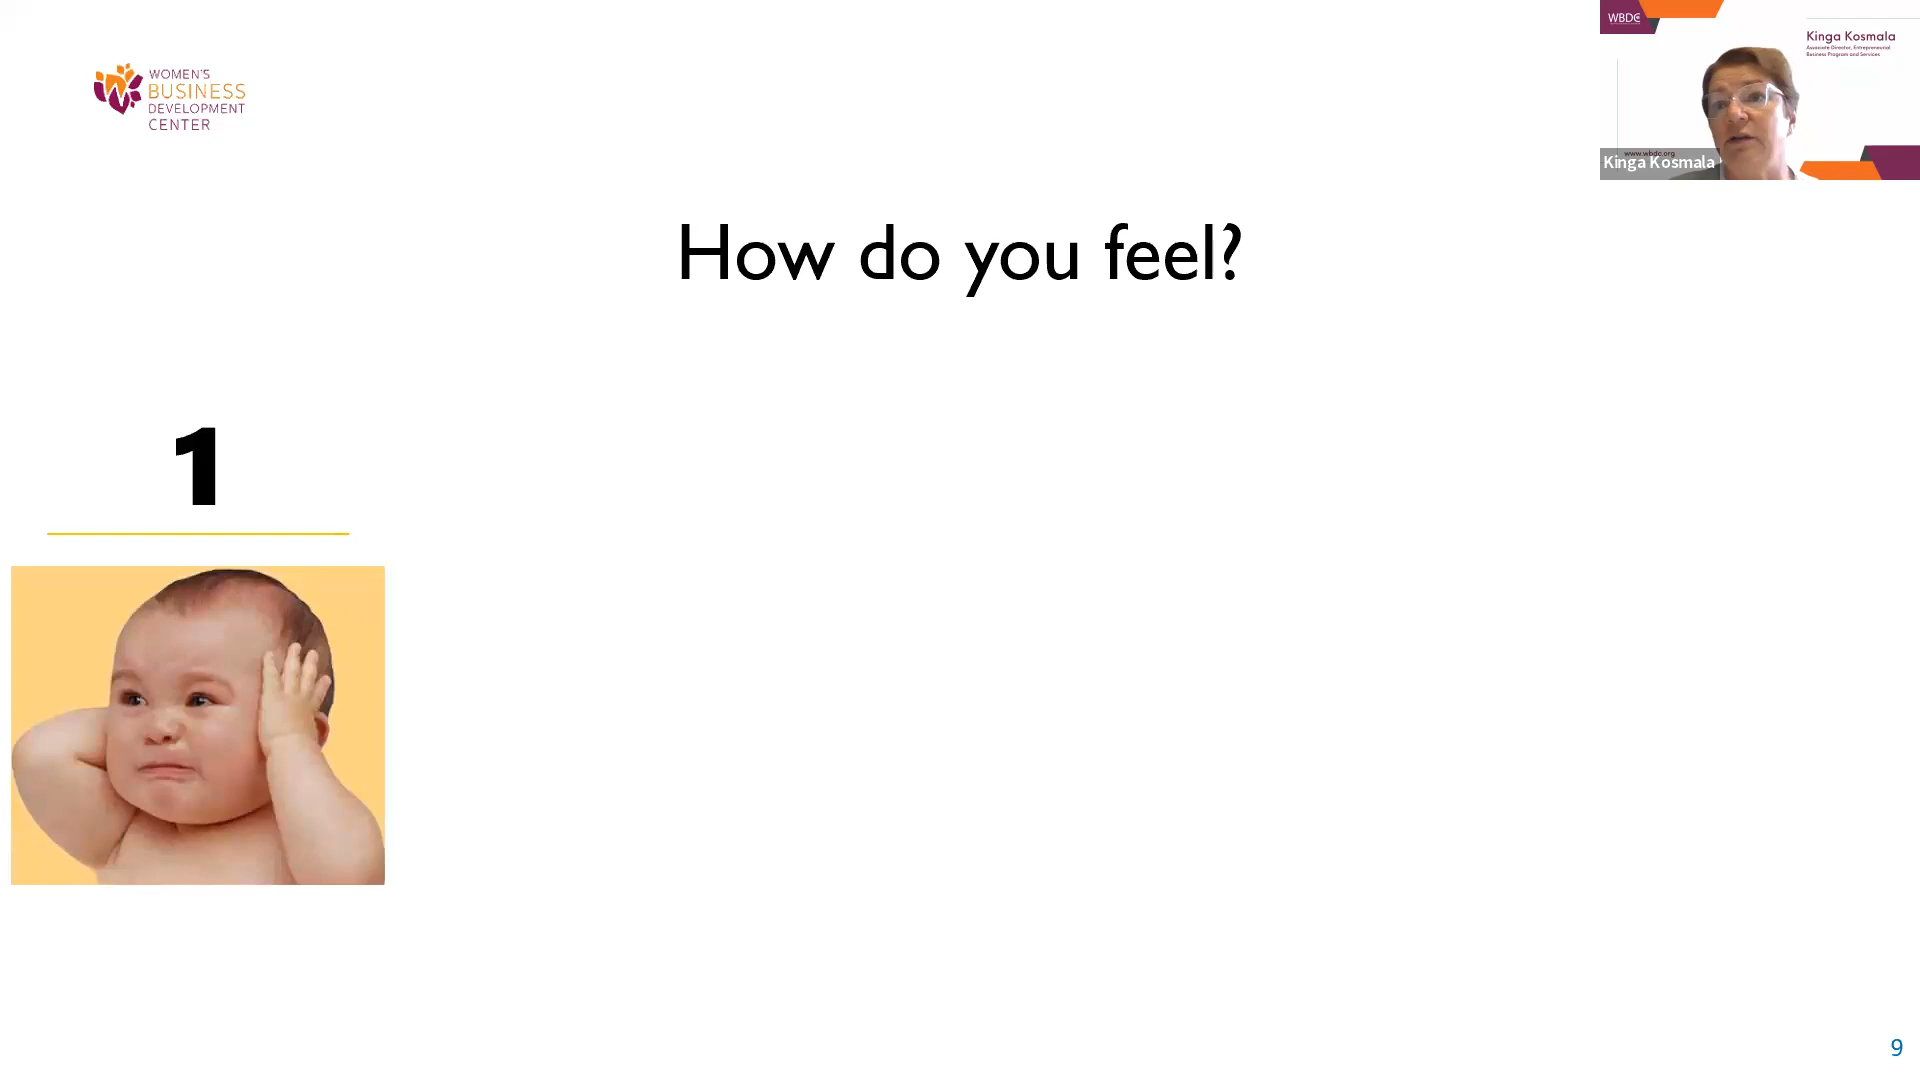 WOMEN'S
BUSINESS
DEVELOPMENT
CENTER
WBDC
Kinga Kosmala
Associate Director, Entrepreneurial
Business Program and Services
www.wbdc.org
Kinga Kosmala
How do you feel?
1
9